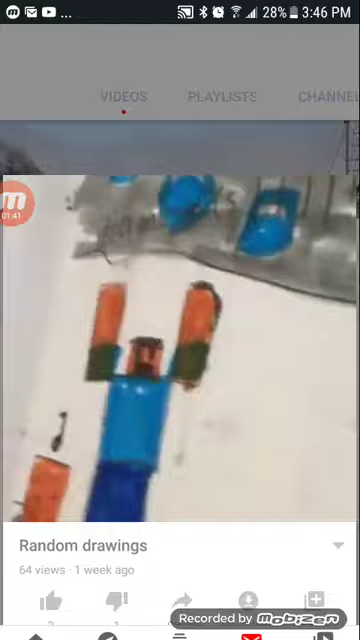 ... 28% 3:46 PM
VIDEOS PLAYLISTS CHANNEL
01:41
Random drawings
64 views · 1 week ago
Recorded by Mobizen